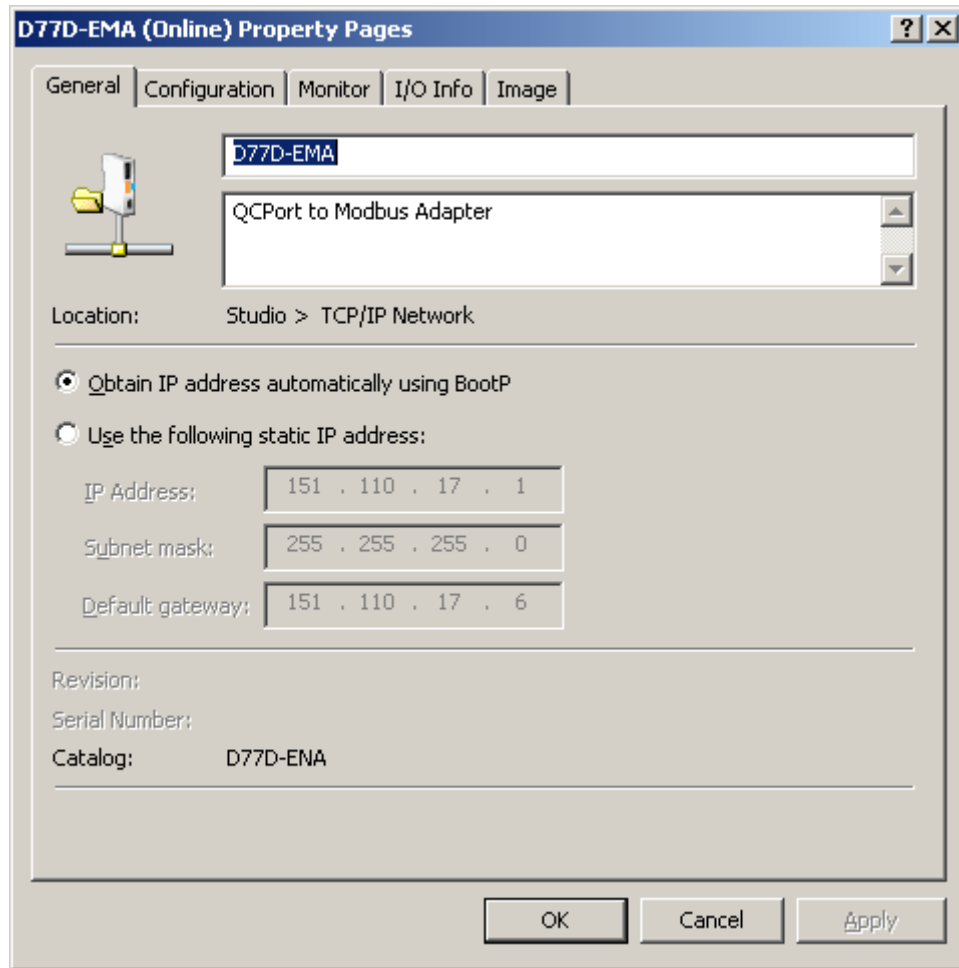 D77D-EMA (Online) Property Pages
General Configuration Monitor I/O Info Image
D77D-EMA
QCPort to Modbus Adapter
Location: Studio > TCP/IP Network
Obtain IP address automatically using BootP
Use the following static IP address:
IP Address: 151 . 110 . 17 . 1
Subnet mask: 255 . 255 . 255 . 0
Default gateway: 151 . 110 . 17 . 6
Revision:
Serial Number:
Catalog: D77D-ENA
OK Cancel Apply